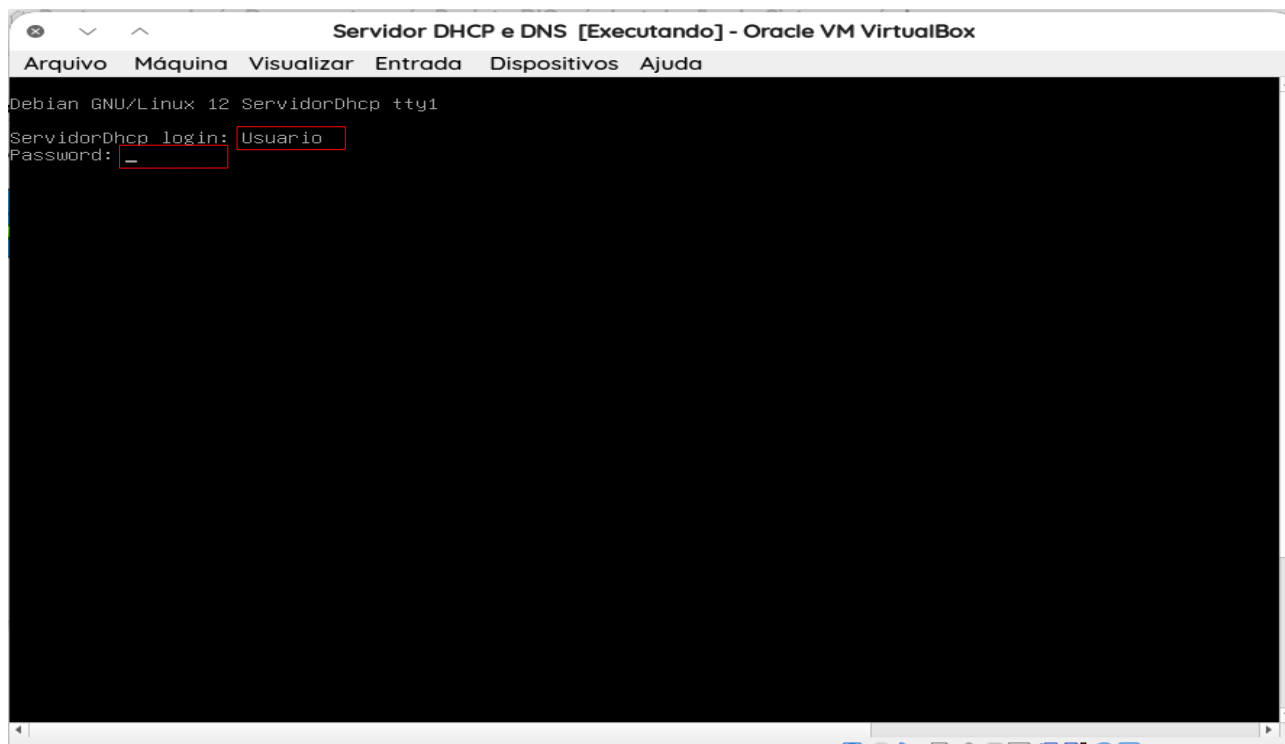 Servidor DHCP e DNS [Executando] - Oracle VM VirtualBox
Arquivo Máquina Visualizar Entrada Dispositivos Ajuda
Debian GNU/Linux 12 ServidorDhcp tty1
ServidorDhcp login: Usuario
Password: _